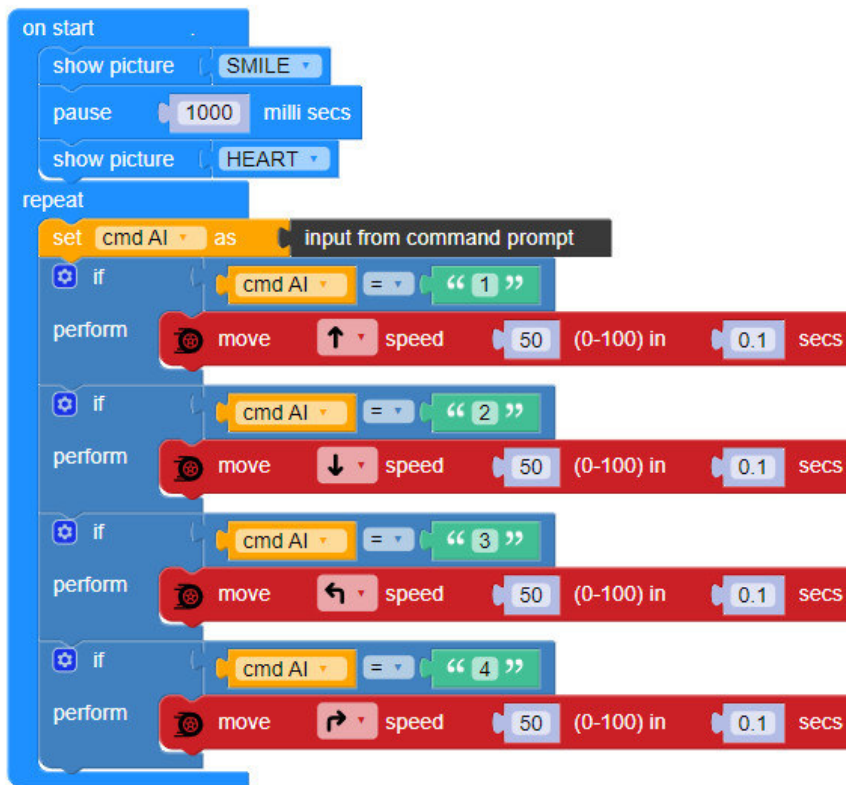 on start .
show picture SMILE
pause 1000 milli secs
show picture HEART
repeat
set cmd AI as input from command prompt
if cmd AI = “ 1 ”
perform move ↑ speed 50 (0-100) in 0.1 secs
if cmd AI = “ 2 ”
perform move ↓ speed 50 (0-100) in 0.1 secs
if cmd AI = “ 3 ”
perform move ↰ speed 50 (0-100) in 0.1 secs
if cmd AI = “ 4 ”
perform move ↱ speed 50 (0-100) in 0.1 secs